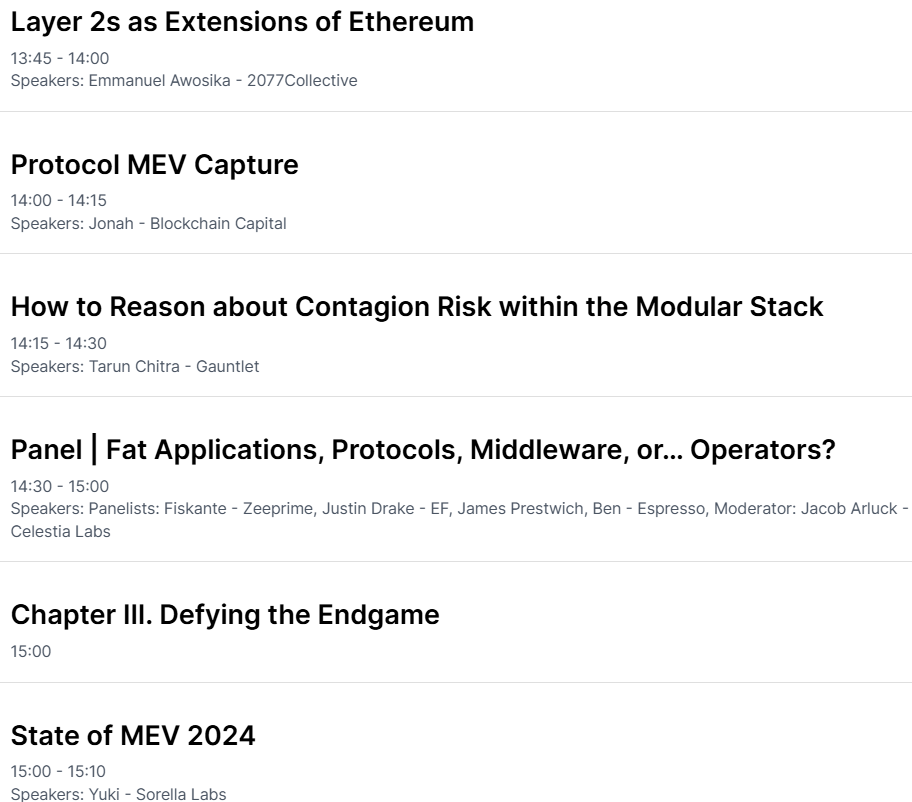 Layer 2s as Extensions of Ethereum
13:45 - 14:00
Speakers: Emmanuel Awosika - 2077Collective
Protocol MEV Capture
14:00 - 14:15
Speakers: Jonah - Blockchain Capital
How to Reason about Contagion Risk within the Modular Stack
14:15 - 14:30
Speakers: Tarun Chitra - Gauntlet
Panel | Fat Applications, Protocols, Middleware, or... Operators?
14:30 - 15:00
Speakers: Panelists: Fiskante - Zeeprime, Justin Drake - EF, James Prestwich, Ben - Espresso, Moderator: Jacob Arluck -
Celestia Labs
Chapter III. Defying the Endgame
15:00
State of MEV 2024
15:00 - 15:10
Speakers: Yuki - Sorella Labs